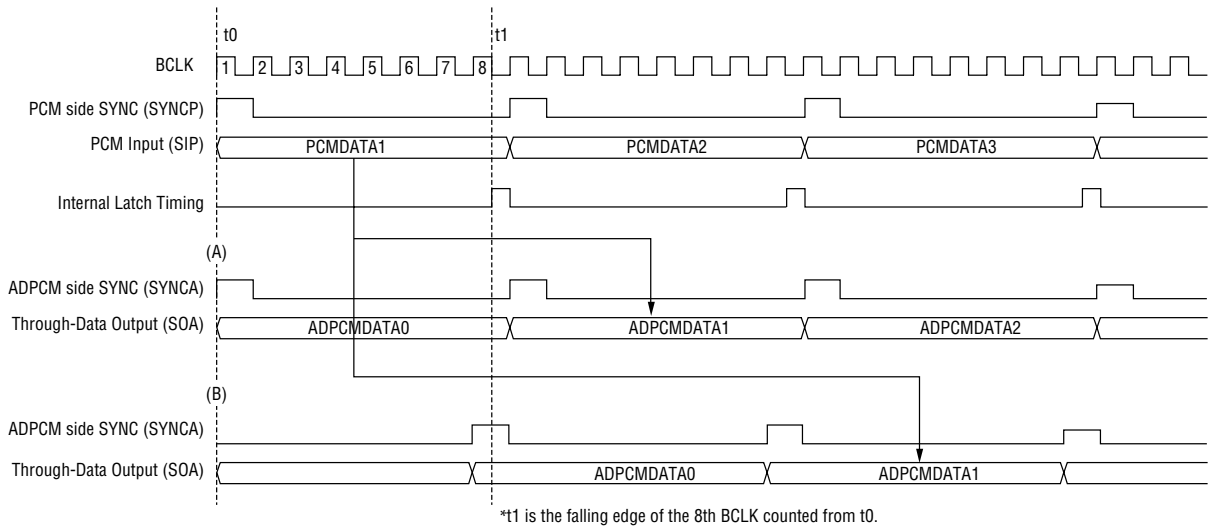 t0 t1
BCLK 1 2 3 4 5 6 7 8
PCM side SYNC (SYNCP)
PCM Input (SIP) PCMDATA1 PCMDATA2 PCMDATA3
Internal Latch Timing
(A)
ADPCM side SYNC (SYNCA)
Through-Data Output (SOA) ADPCMDATA0 ADPCMDATA1 ADPCMDATA2
(B)
ADPCM side SYNC (SYNCA)
Through-Data Output (SOA) ADPCMDATA0 ADPCMDATA1
*t1 is the falling edge of the 8th BCLK counted from t0.